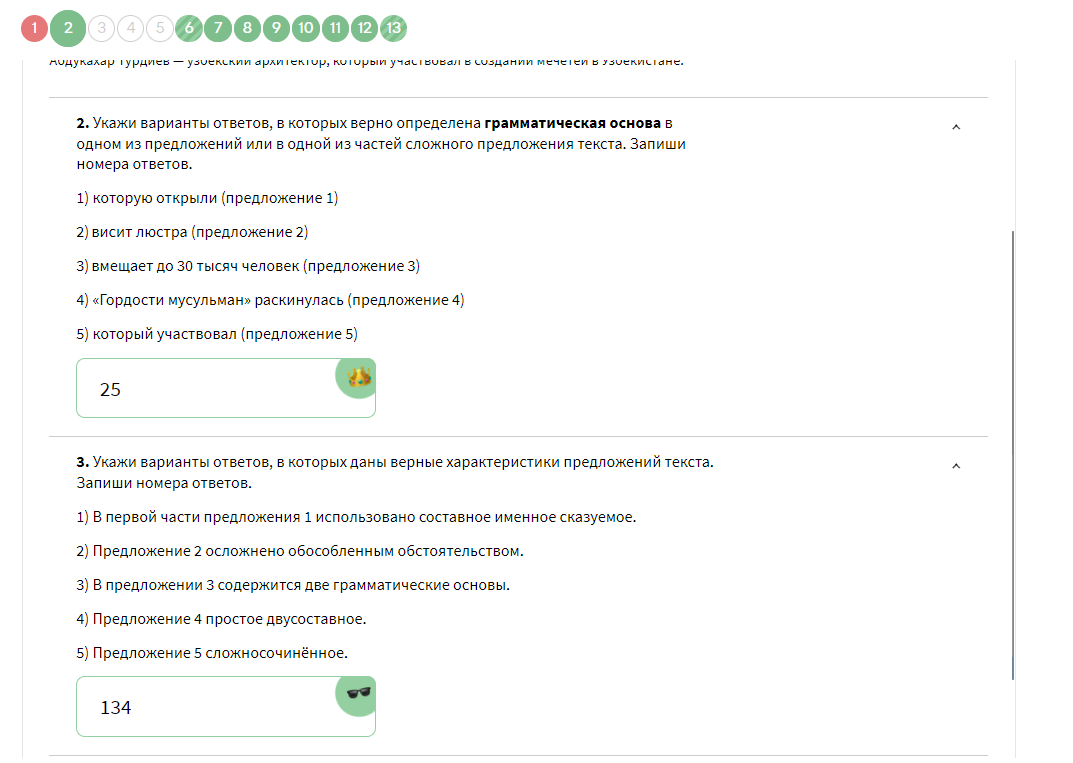 1 2 3 4 5 6 7 8 9 10 11 12 13
Абдукахар Турдиев — узбекский архитектор, который участвовал в создании мечетей в Узбекистане.
2. Укажи варианты ответов, в которых верно определена грамматическая основа в
одном из предложений или в одной из частей сложного предложения текста. Запиши
номера ответов.
1) которую открыли (предложение 1)
2) висит люстра (предложение 2)
3) вмещает до 30 тысяч человек (предложение 3)
4) «Гордости мусульман» раскинулась (предложение 4)
5) который участвовал (предложение 5)
25
3. Укажи варианты ответов, в которых даны верные характеристики предложений текста.
Запиши номера ответов.
1) В первой части предложения 1 использовано составное именное сказуемое.
2) Предложение 2 осложнено обособленным обстоятельством.
3) В предложении 3 содержится две грамматические основы.
4) Предложение 4 простое двусоставное.
5) Предложение 5 сложносочинённое.
134